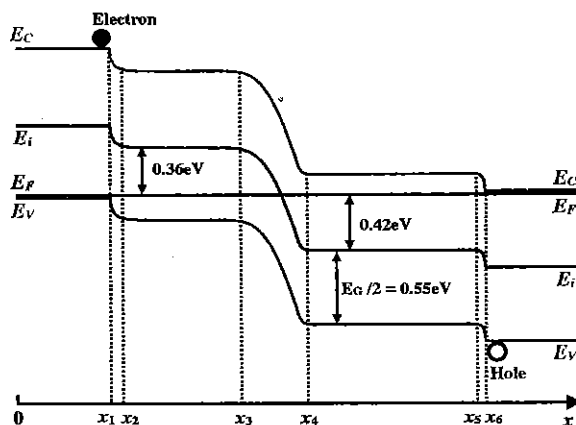 Electron
E_C
E_i
0.36eV
E_F
E_V
E_C
E_F
0.42eV
E_G/2 = 0.55eV
E_i
E_V
Hole
0 x_1 x_2 x_3 x_4 x_5 x_6 x